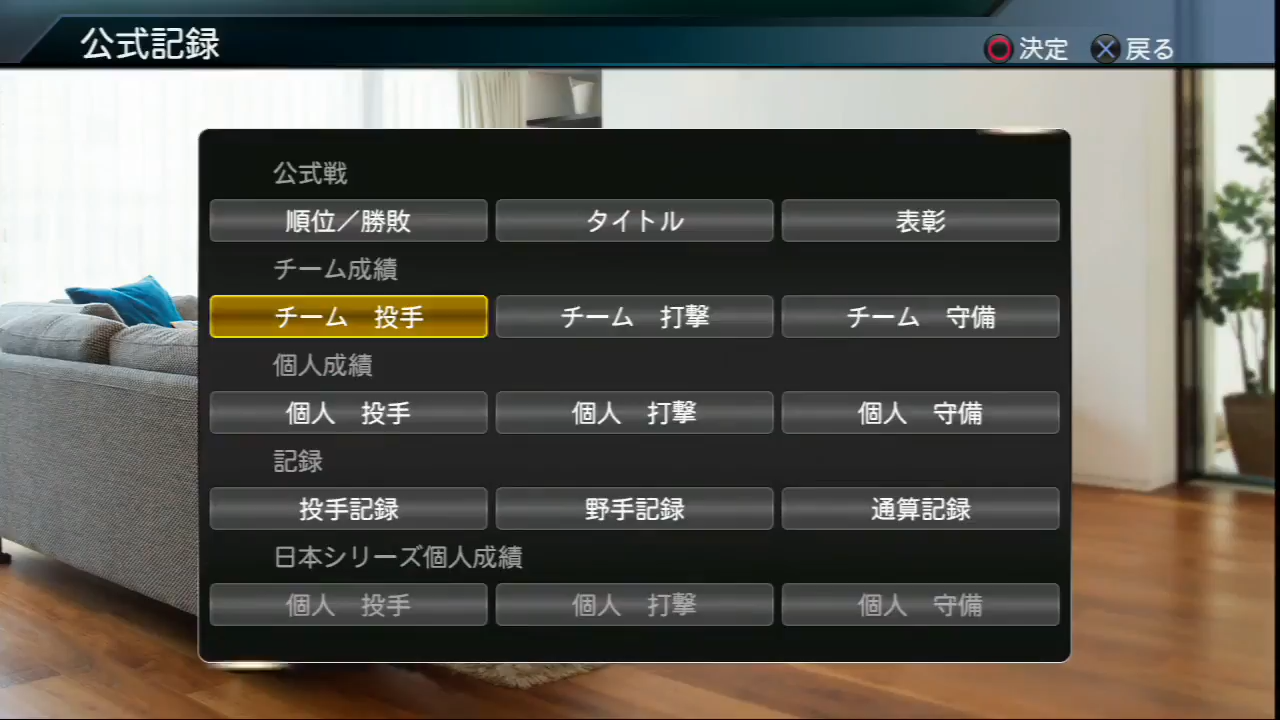 公式記録
決定 戻る
公式戦
順位／勝敗 タイトル 表彰
チーム成績
チーム　投手 チーム　打撃 チーム　守備
個人成績
個人　投手 個人　打撃 個人　守備
記録
投手記録 野手記録 通算記録
日本シリーズ個人成績
個人　投手 個人　打撃 個人　守備